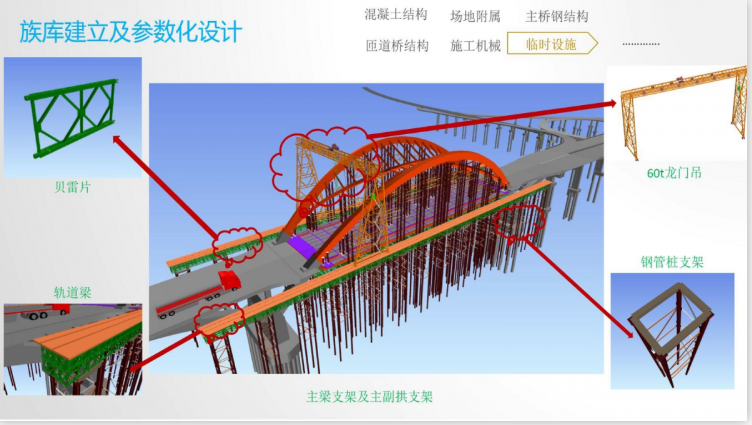 族库建立及参数化设计
混凝土结构 场地附属 主桥钢结构
匝道桥结构 施工机械 临时设施 ............
贝雷片
60t龙门吊
轨道梁
钢管桩支架
主梁支架及主副拱支架